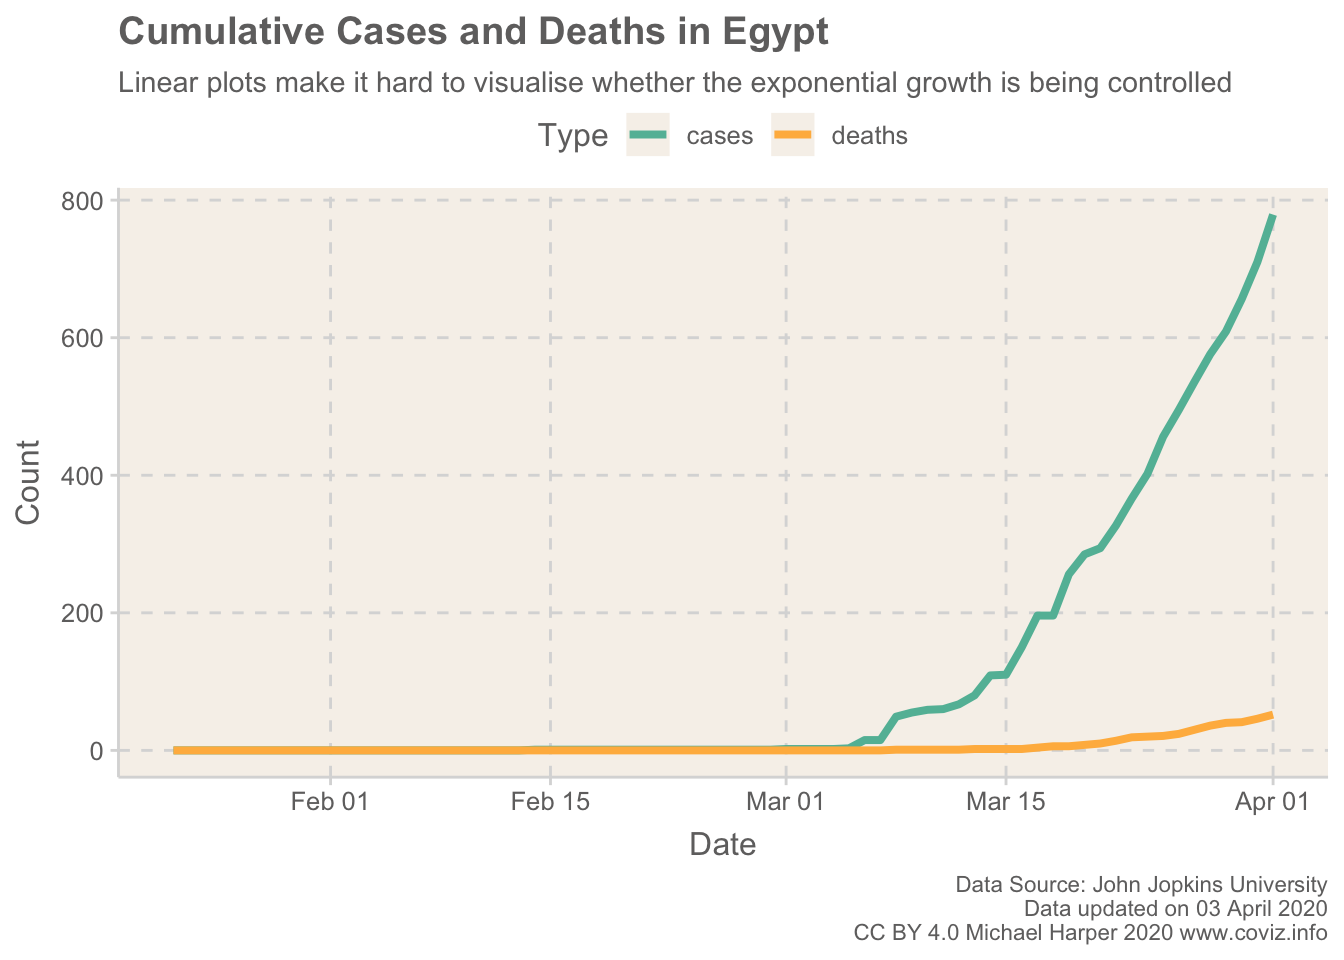 Cumulative Cases and Deaths in Egypt
Linear plots make it hard to visualise whether the exponential growth is being controlled
Type cases deaths
800
600
400
200
0
Count
Feb 01 Feb 15 Mar 01 Mar 15 Apr 01
Date
Data Source: John Jopkins University
Data updated on 03 April 2020
CC BY 4.0 Michael Harper 2020 www.coviz.info